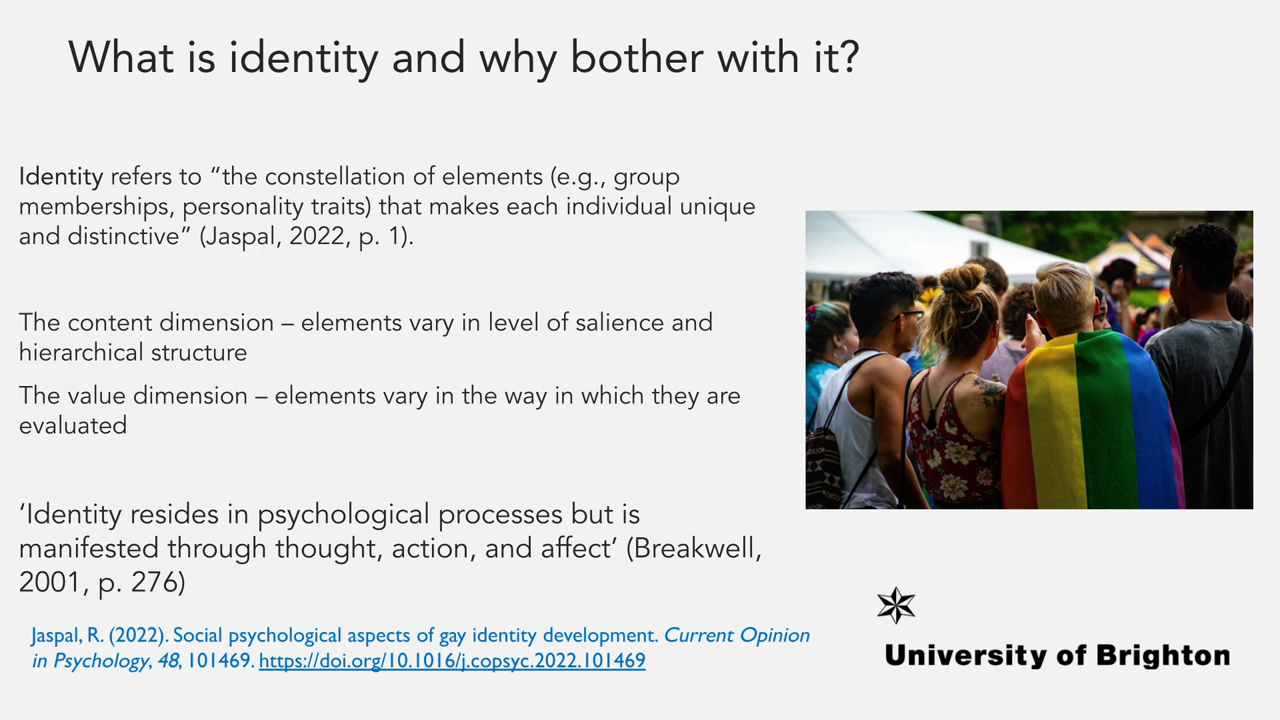 What is identity and why bother with it?
Identity refers to “the constellation of elements (e.g., group
memberships, personality traits) that makes each individual unique
and distinctive” (Jaspal, 2022, p. 1).
The content dimension – elements vary in level of salience and
hierarchical structure
The value dimension – elements vary in the way in which they are
evaluated
‘Identity resides in psychological processes but is
manifested through thought, action, and affect’ (Breakwell,
2001, p. 276)
Jaspal, R. (2022). Social psychological aspects of gay identity development. Current Opinion
in Psychology, 48, 101469. https://doi.org/10.1016/j.copsyc.2022.101469
University of Brighton